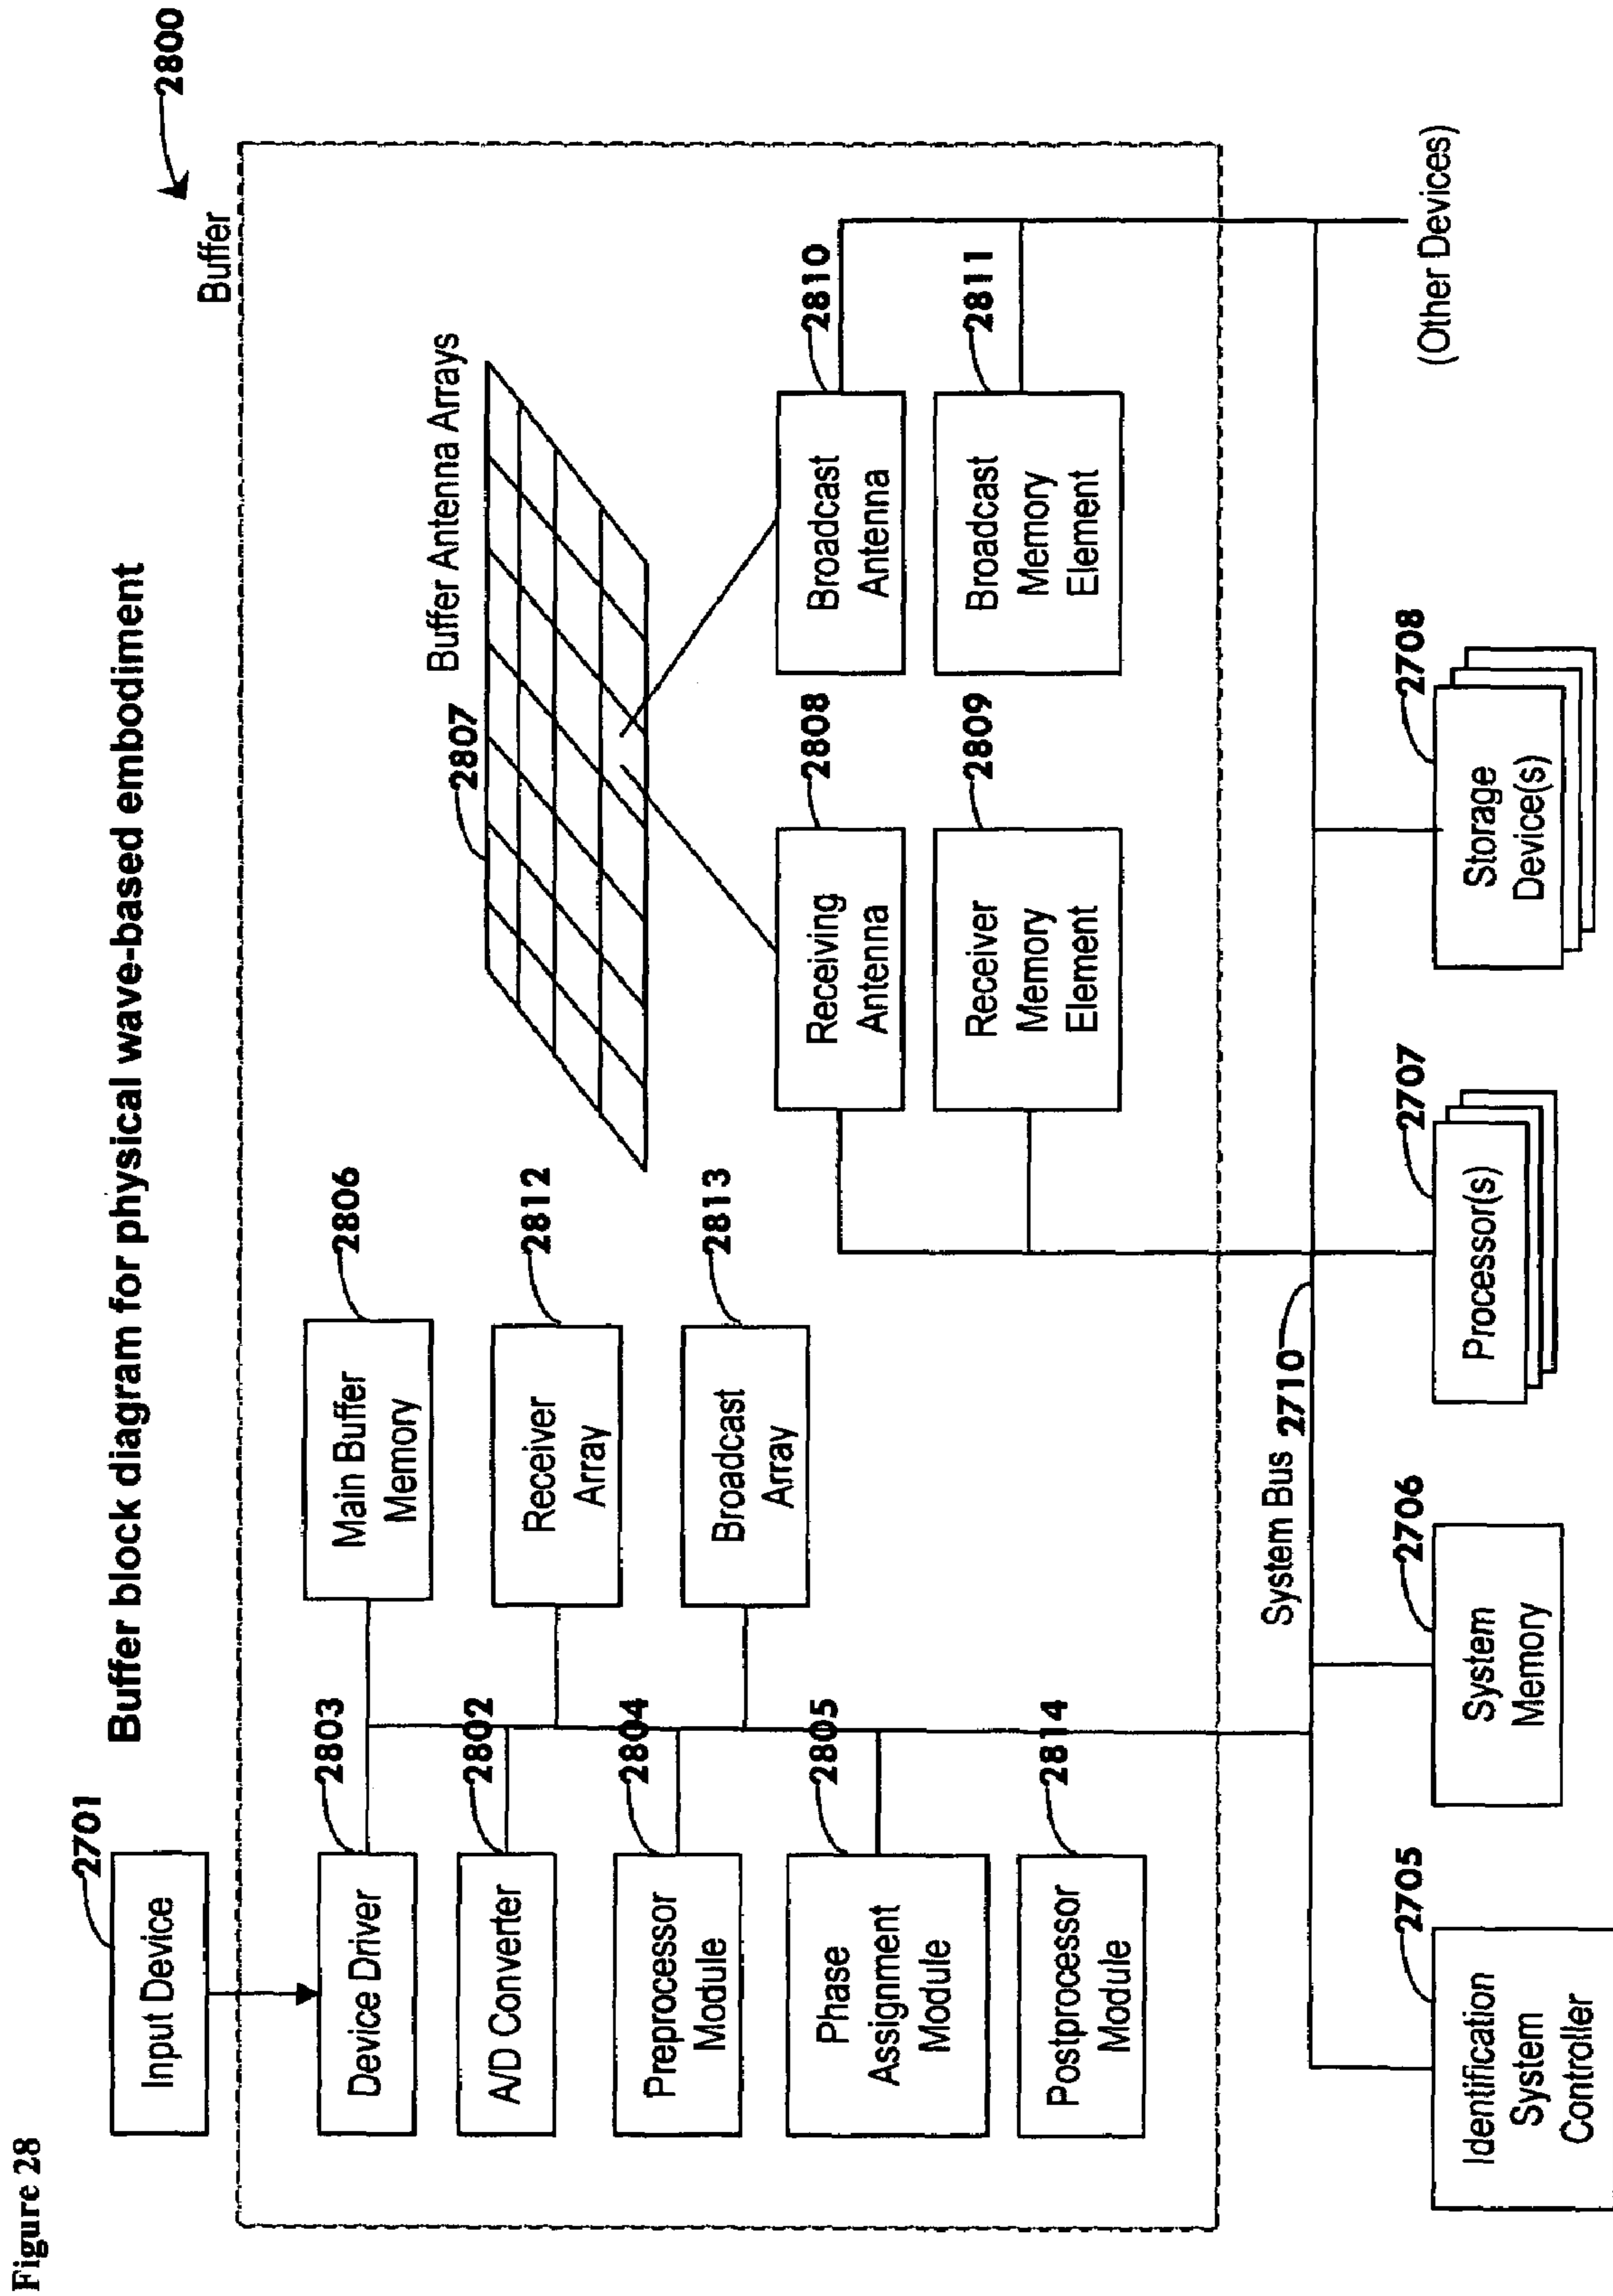 Figure 28
Buffer block diagram for physical wave-based embodiment
2800
Buffer
2701
Input Device
2803
Device Driver
2802
A/D Converter
2804
Preprocessor
Module
2805
Phase
Assignment
Module
2814
Postprocessor
Module
2806
Main Buffer
Memory
2812
Receiver
Array
2813
Broadcast
Array
2807
Buffer Antenna Arrays
2808
Receiving
Antenna
2809
Receiver
Memory
Element
2810
Broadcast
Antenna
2811
Broadcast
Memory
Element
System Bus 2710
2705
Identification
System
Controller
2706
System
Memory
2707
Processor(s)
2708
Storage
Device(s)
(Other Devices)